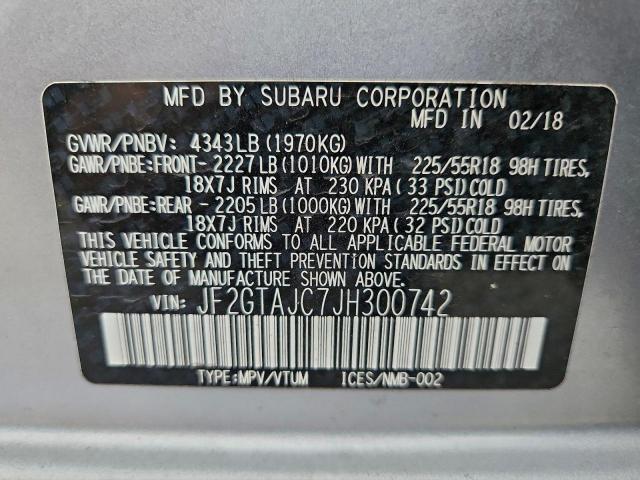 MFD BY SUBARU CORPORATION
MFD IN 02/18
GVWR/PNBV: 4343LB(1970KG)
GAWR/PNBE:FRONT-2227LB(1010KG)WITH 225/55R18 98H TIRES,
18X7J RIMS AT 230 KPA(33 PSI)COLD
GAWR/PNBE:REAR -2205LB(1000KG)WITH 225/55R18 98H TIRES,
18X7J RIMS AT 220 KPA(32 PSI)COLD
THIS VEHICLE CONFORMS TO ALL APPLICABLE FEDERAL MOTOR
VEHICLE SAFETY AND THEFT PREVENTION STANDARDS IN EFFECT ON
THE DATE OF MANUFACTURE SHOWN ABOVE.
VIN: JF2GTAJC7JH300742
TYPE:MPV/VTUM ICES/NMB-002